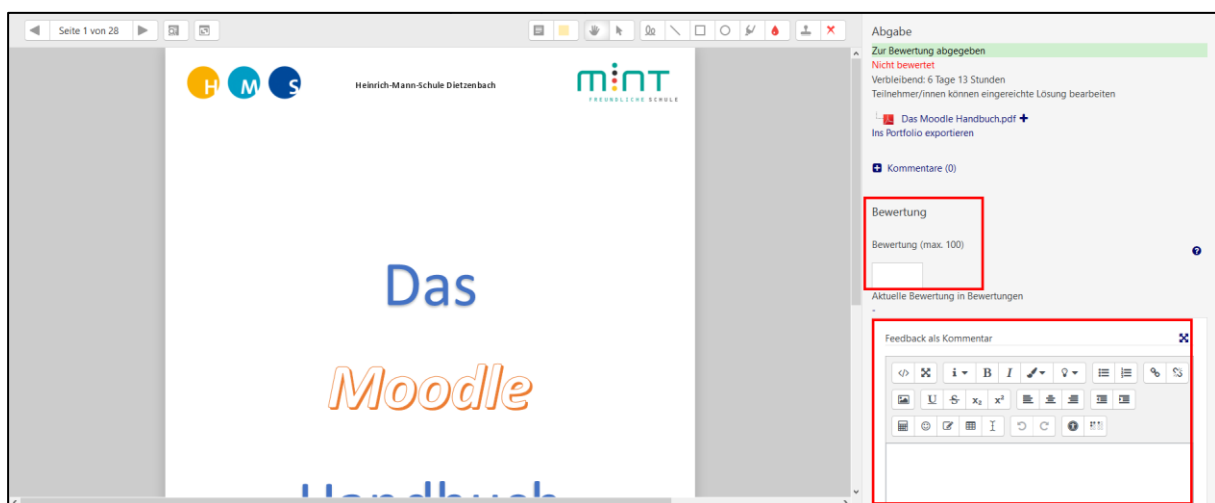 Seite 1 von 28
H M S
Heinrich-Mann-Schule Dietzenbach
mint
FREUNDLICHE SCHULE
Das
Moodle
Handbuch
Abgabe
Zur Bewertung abgegeben
Nicht bewertet
Verbleibend: 6 Tage 13 Stunden
Teilnehmer/innen können eingereichte Lösung bearbeiten
Das Moodle Handbuch.pdf
Ins Portfolio exportieren
Kommentare (0)
Bewertung
Bewertung (max. 100)
Aktuelle Bewertung in Bewertungen
-
Feedback als Kommentar